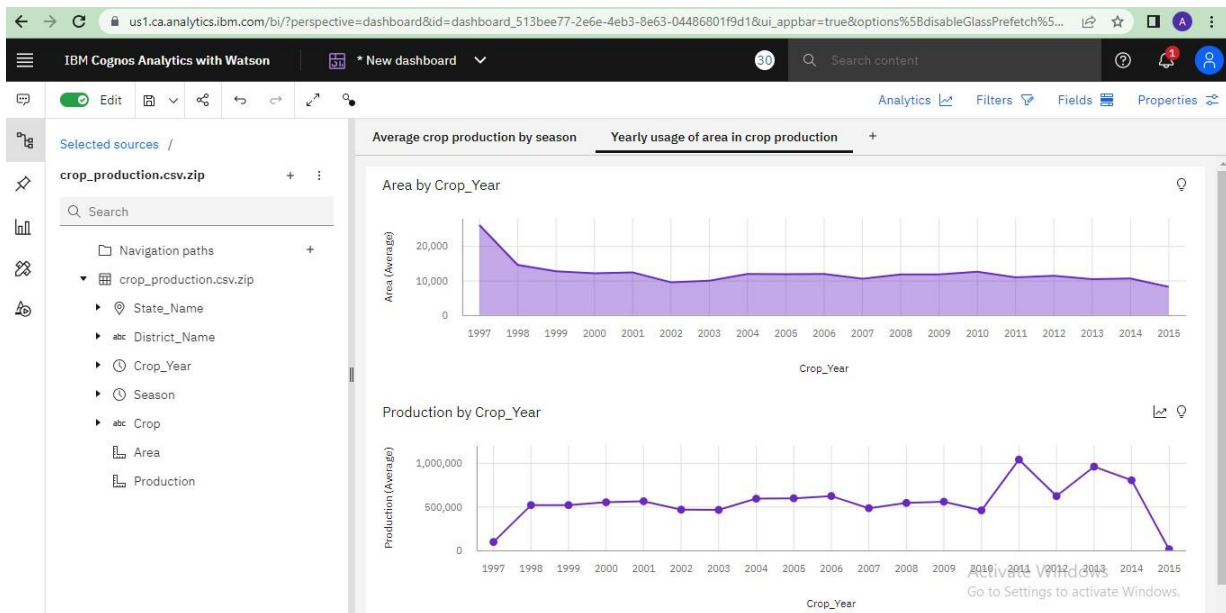 us1.ca.analytics.ibm.com/bi/?perspective=dashboard&id=dashboard_513bee77-2e6e-4eb3-8e63-04486801f9d1&ui_appbar=true&options%5BdisableGlassPrefetch%5...
A
IBM Cognos Analytics with Watson
* New dashboard
30
Search content
1
Edit
Analytics
Filters
Fields
Properties
Selected sources /
crop_production.csv.zip
Search
Navigation paths
crop_production.csv.zip
State_Name
abc District_Name
Crop_Year
Season
abc Crop
Area
Production
Average crop production by season
Yearly usage of area in crop production
Area by Crop_Year
Area (Average)
20,000
10,000
0
1997 1998 1999 2000 2001 2002 2003 2004 2005 2006 2007 2008 2009 2010 2011 2012 2013 2014 2015
Crop_Year
Production by Crop_Year
Production (Average)
1,000,000
500,000
0
1997 1998 1999 2000 2001 2002 2003 2004 2005 2006 2007 2008 2009 2010 2011 2012 2013 2014 2015
Crop_Year
Activate Windows
Go to Settings to activate Windows.